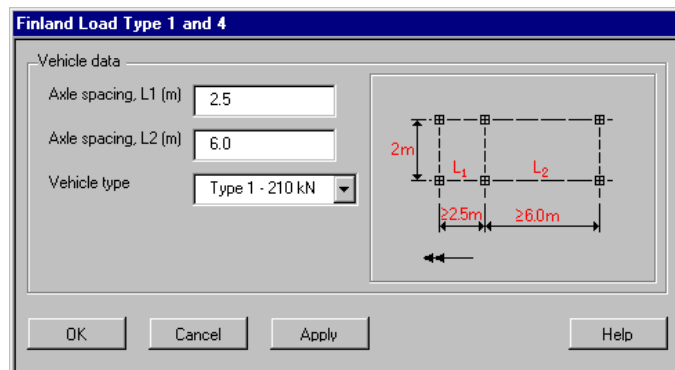 Finland Load Type 1 and 4
Vehicle data
Axle spacing, L1 (m)
2.5
Axle spacing, L2 (m)
6.0
Vehicle type
Type 1 - 210 kN
2m
L₁
L₂
≥2.5m
≥6.0m
OK
Cancel
Apply
Help